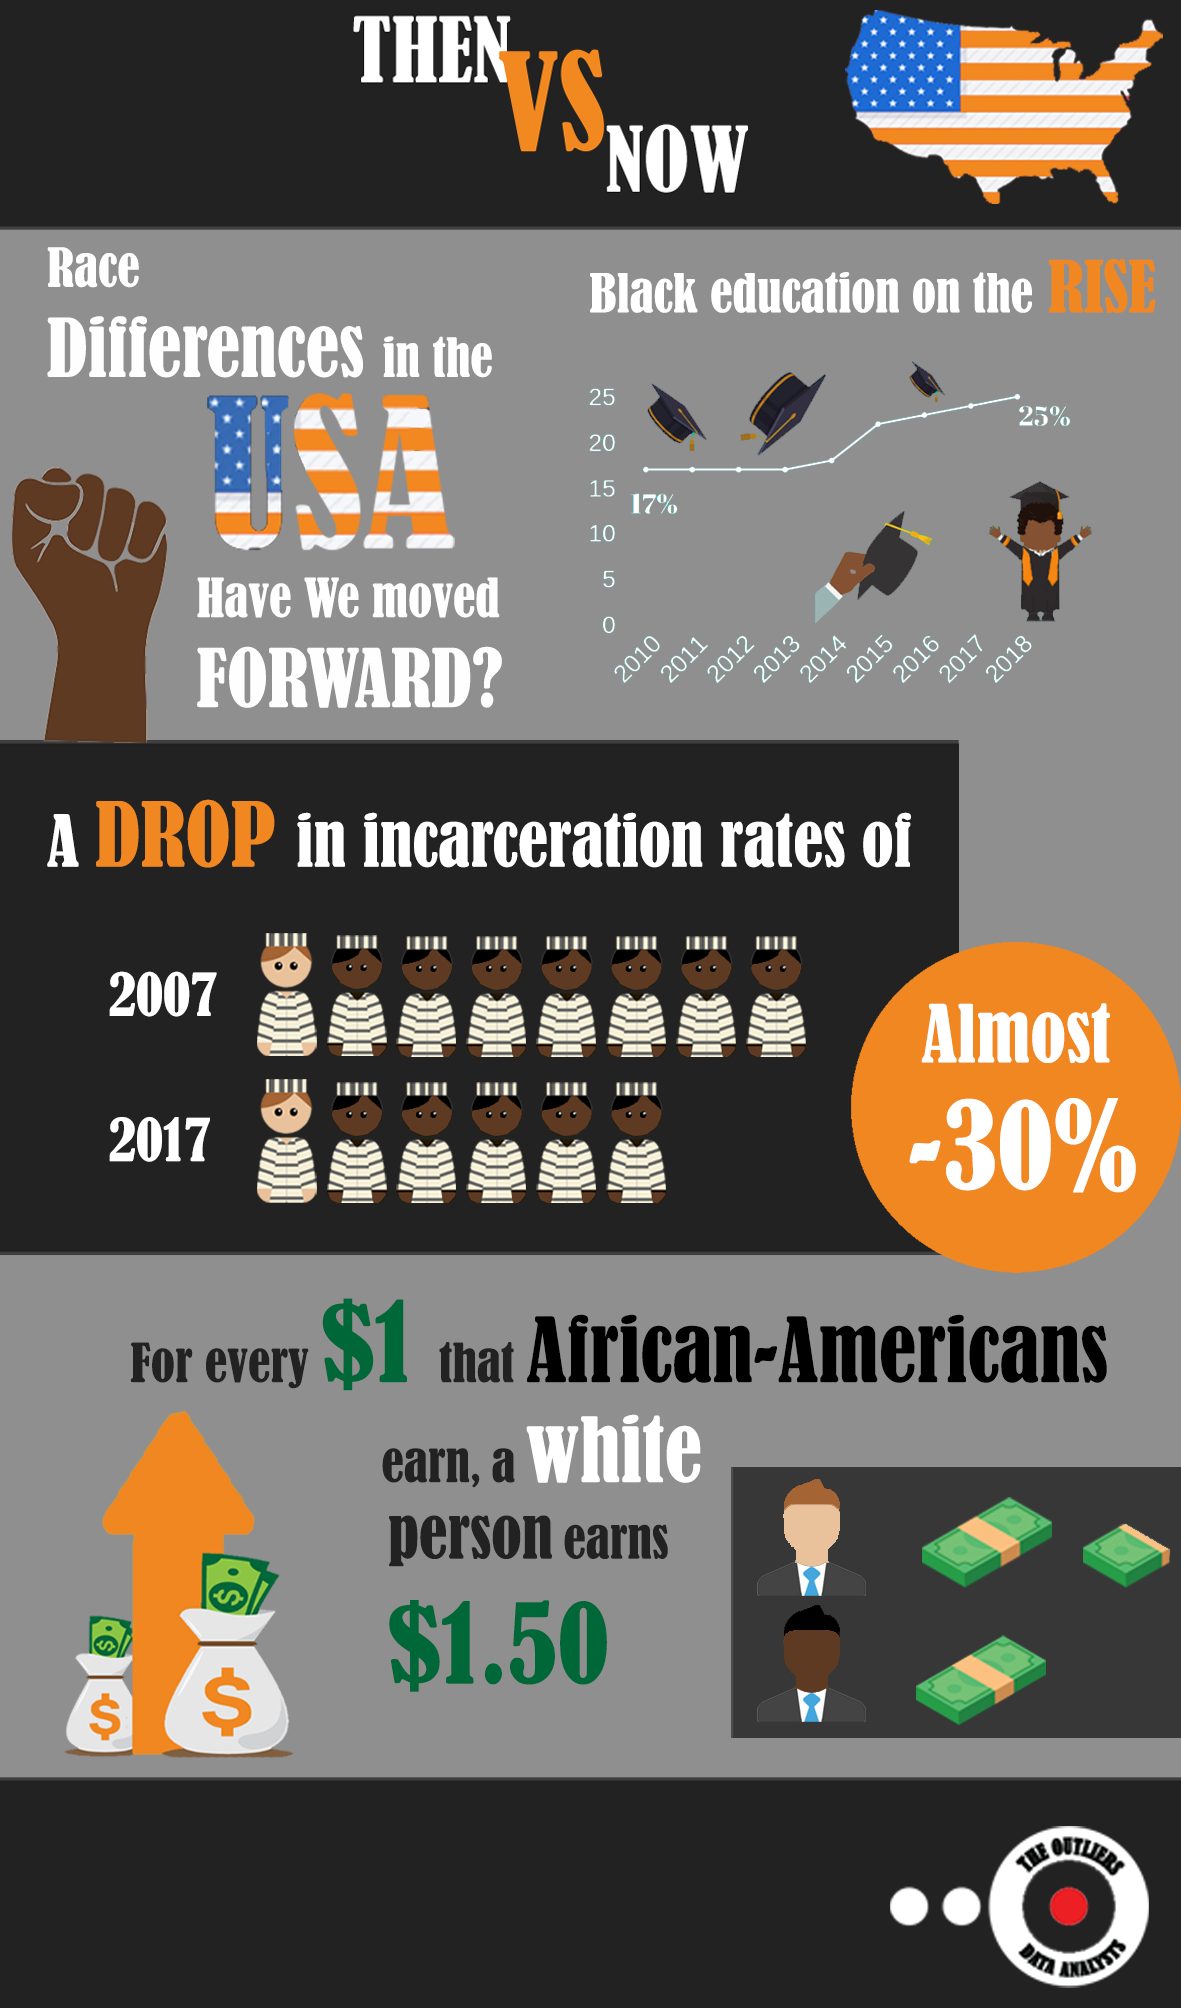 THEN
VS
NOW
Race
Differences in the
USA
Have We moved
FORWARD?
Black education on the RISE
25
20
15
10
5
0
17%
25%
2010 2011 2012 2013 2014 2015 2016 2017 2018
A DROP in incarceration rates of
2007
2017
Almost
-30%
For every $1 that African-Americans
earn, a white
person earns
$1.50
$
$
THE OUTLIERS
DATA ANALYSTS